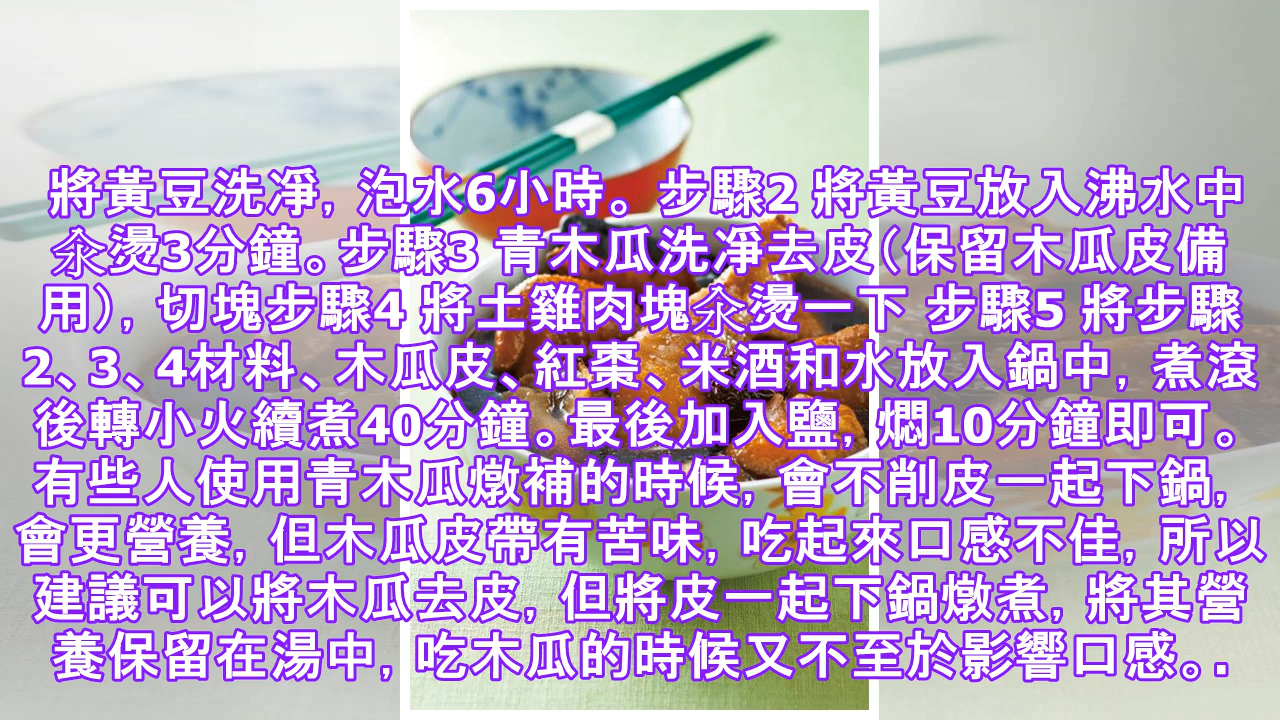 將黃豆洗凈, 泡水6小時。步驟2 將黃豆放入沸水中
汆燙3分鐘。步驟3 青木瓜洗凈去皮(保留木瓜皮備
用), 切塊步驟4 將土雞肉塊汆燙一下 步驟5 將步驟
2、3、4材料、木瓜皮、紅棗、米酒和水放入鍋中, 煮滾
後轉小火續煮40分鐘。最後加入鹽, 燜10分鐘即可。
有些人使用青木瓜燉補的時候, 會不削皮一起下鍋,
會更營養, 但木瓜皮帶有苦味, 吃起來口感不佳, 所以
建議可以將木瓜去皮, 但將皮一起下鍋燉煮, 將其營
養保留在湯中, 吃木瓜的時候又不至於影響口感。.